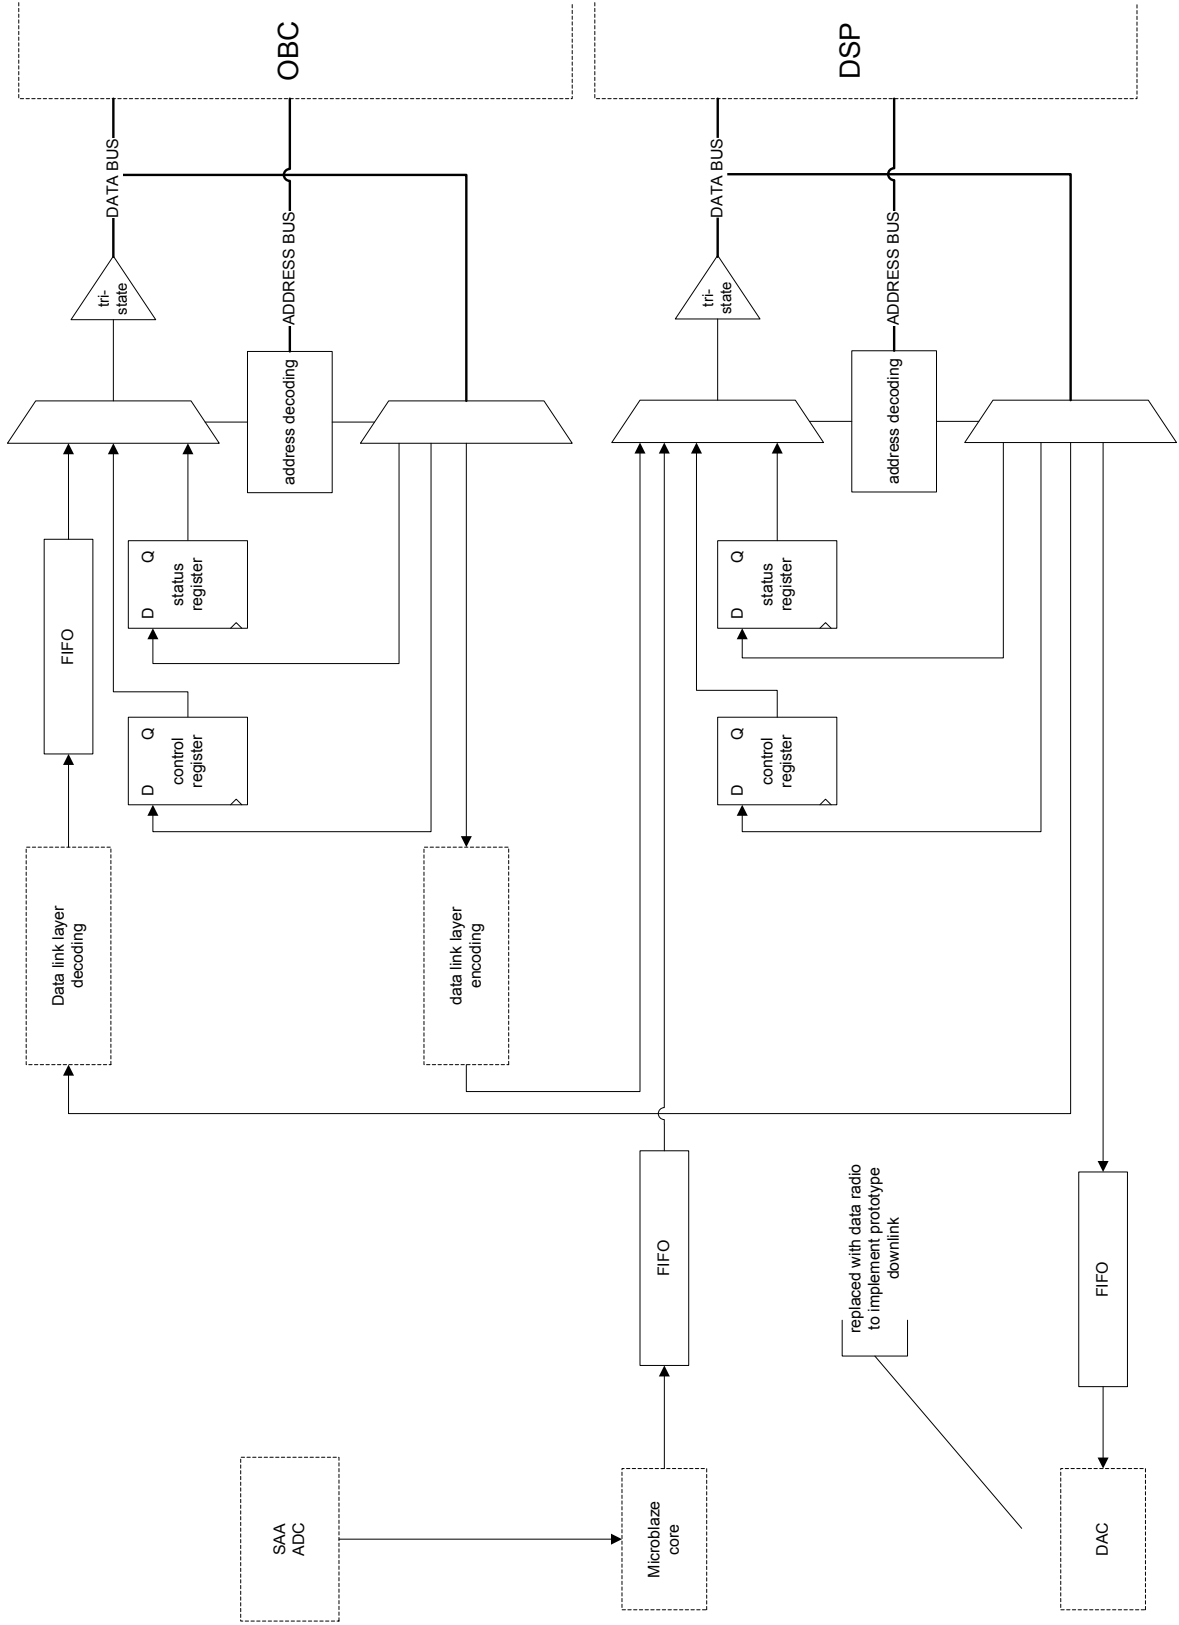 OBC
DATA BUS
ADDRESS BUS
tri-
state
address decoding
FIFO
D
Q
status
register
D
Q
control
register
Data link layer
decoding
data link layer
encoding
DSP
DATA BUS
ADDRESS BUS
tri-
state
address decoding
D
Q
status
register
D
Q
control
register
FIFO
replaced with data radio
to implement prototype
downlink
FIFO
SAA
ADC
Microblaze
core
DAC